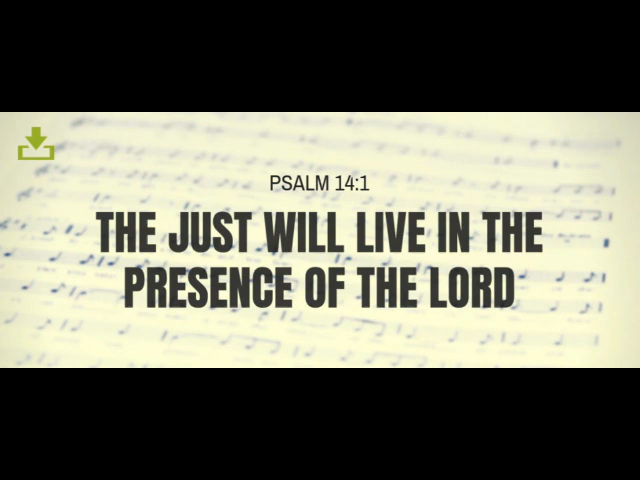 PSALM 14:1
THE JUST WILL LIVE IN THE
PRESENCE OF THE LORD